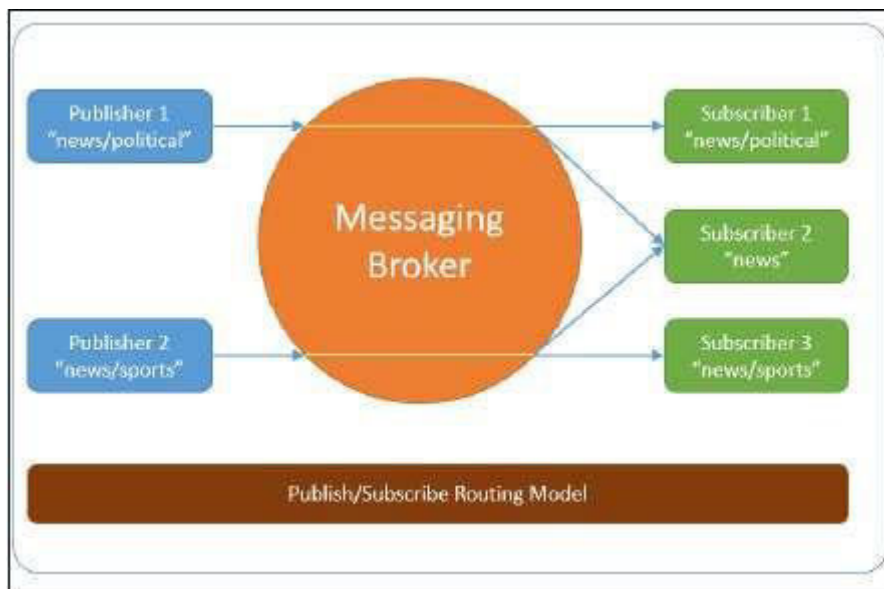 Publisher 1
"news/political"
Messaging
Broker
Subscriber 1
"news/political"
Subscriber 2
"news"
Publisher 2
"news/sports"
Subscriber 3
"news/sports"
Publish/Subscribe Routing Model